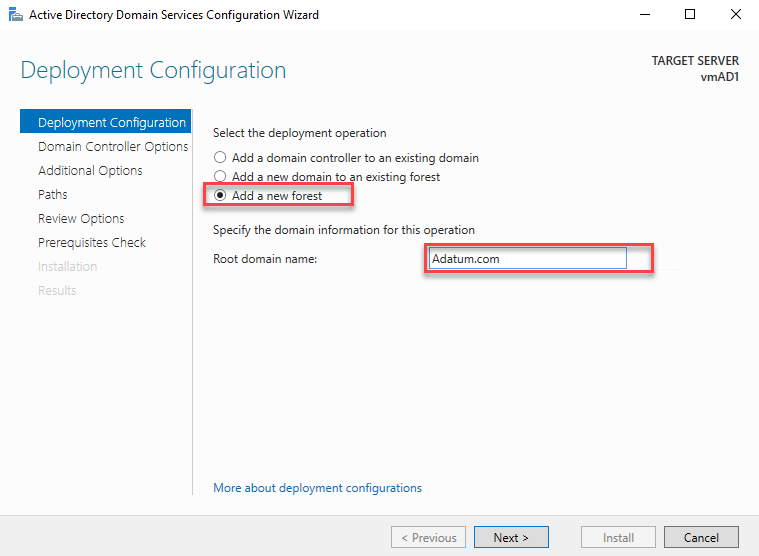 Active Directory Domain Services Configuration Wizard
Deployment Configuration
TARGET SERVER
vmAD1
Deployment Configuration
Domain Controller Options
Additional Options
Paths
Review Options
Prerequisites Check
Installation
Results
Select the deployment operation
Add a domain controller to an existing domain
Add a new domain to an existing forest
Add a new forest
Specify the domain information for this operation
Root domain name: Adatum.com
More about deployment configurations
< Previous Next > Install Cancel